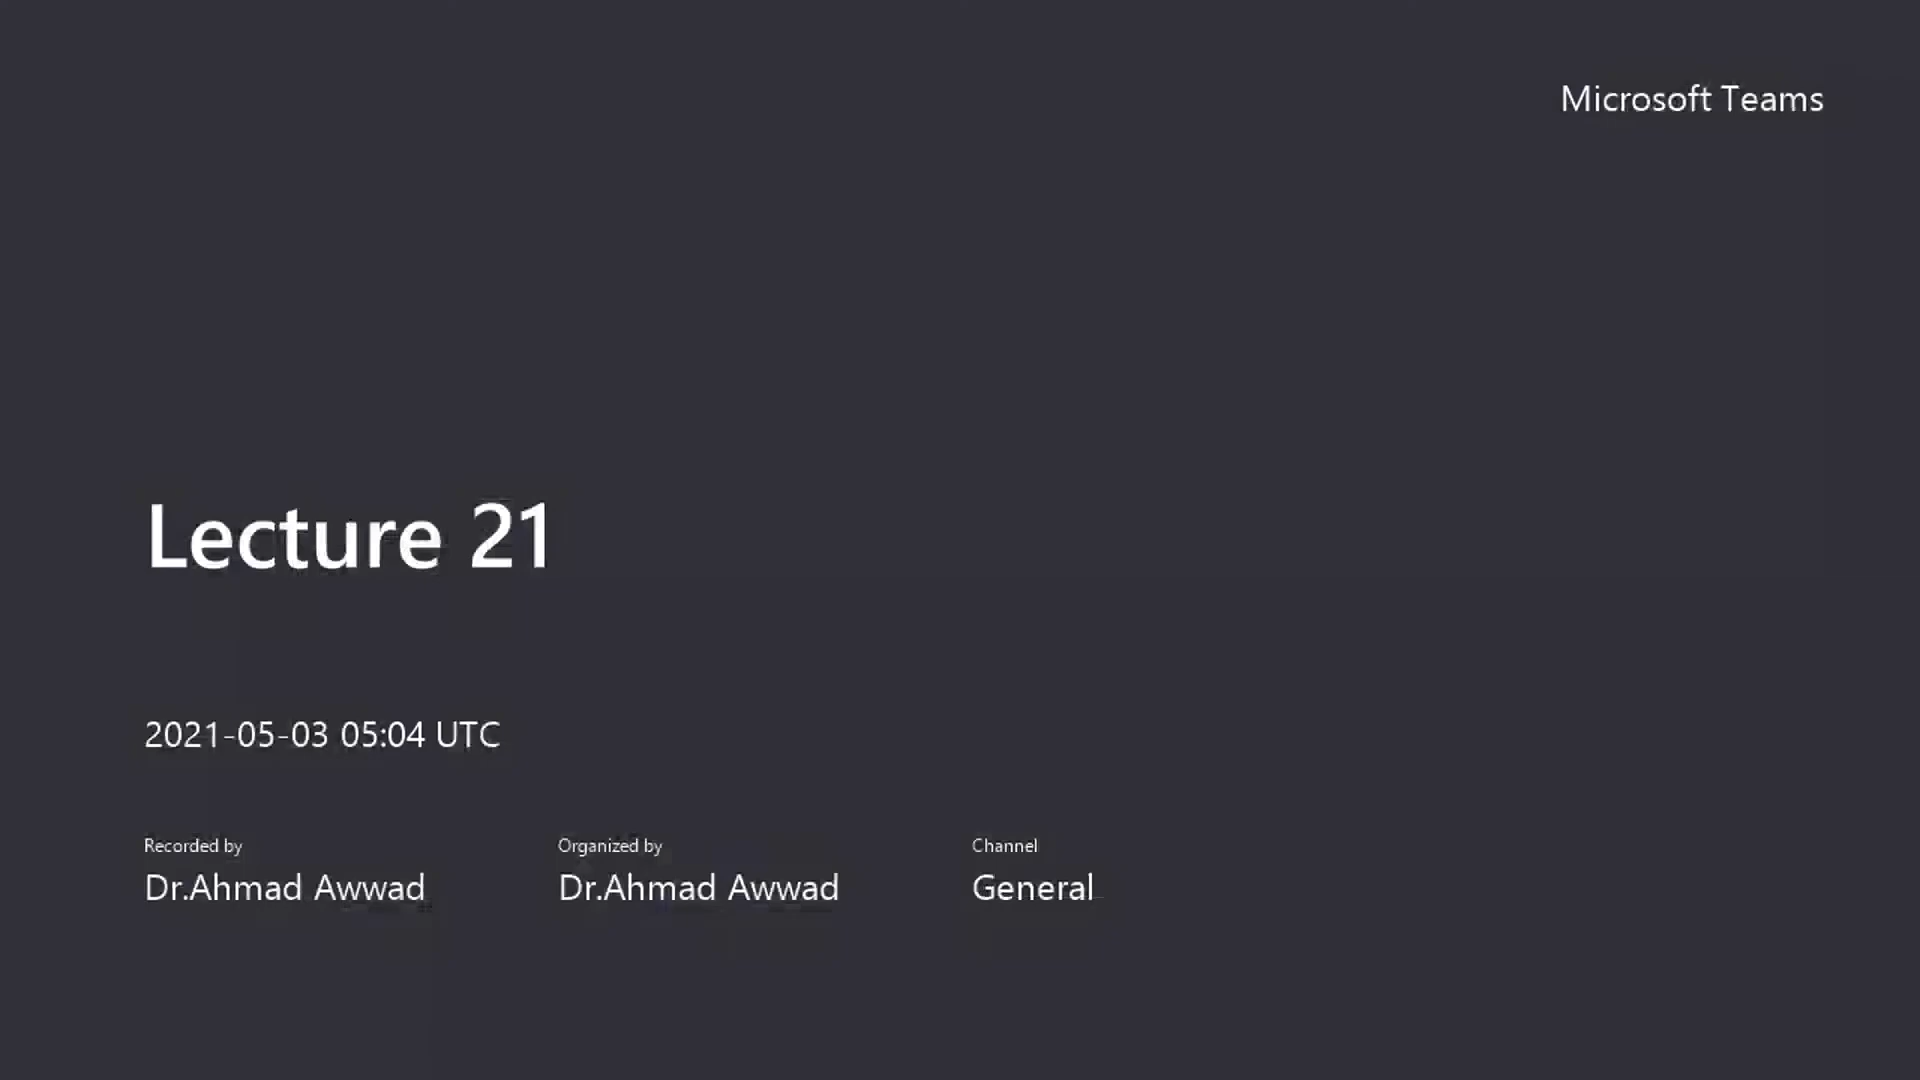 Microsoft Teams
Lecture 21
2021-05-03 05:04 UTC
Recorded by
Dr.Ahmad Awwad
Organized by
Dr.Ahmad Awwad
Channel
General